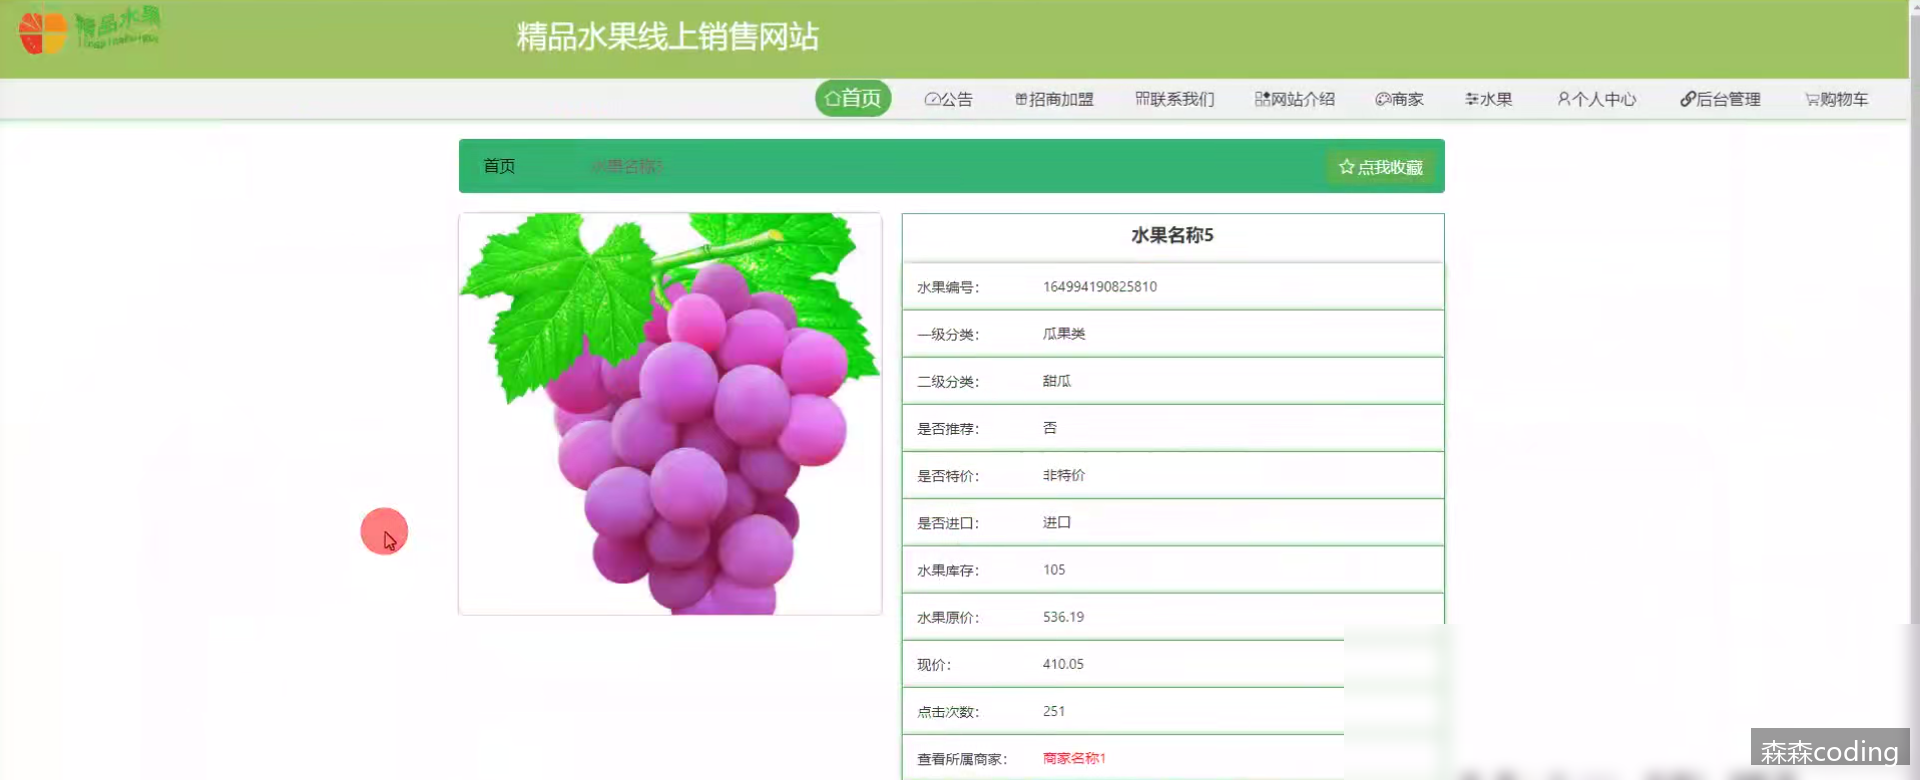 精品水果
精品水果线上销售网站
首页 公告 招商加盟 联系我们 网站介绍 商家 水果 个人中心 后台管理 购物车
首页 水果名称5 点我收藏
水果名称5
水果编号： 164994190825810
一级分类： 瓜果类
二级分类： 甜瓜
是否推荐： 否
是否特价： 非特价
是否进口： 进口
水果库存： 105
水果原价： 536.19
现价： 410.05
点击次数： 251
查看所属商家： 商家名称1
森森coding